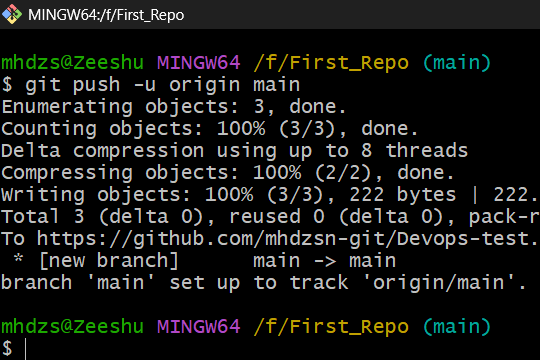 MINGW64:/f/First_Repo
mhdzs@Zeeshu MINGW64 /f/First_Repo (main)
$ git push -u origin main
Enumerating objects: 3, done.
Counting objects: 100% (3/3), done.
Delta compression using up to 8 threads
Compressing objects: 100% (2/2), done.
Writing objects: 100% (3/3), 222 bytes | 222.
Total 3 (delta 0), reused 0 (delta 0), pack-r
To https://github.com/mhdzsn-git/Devops-test.
 * [new branch]      main -> main
branch 'main' set up to track 'origin/main'.
mhdzs@Zeeshu MINGW64 /f/First_Repo (main)
$